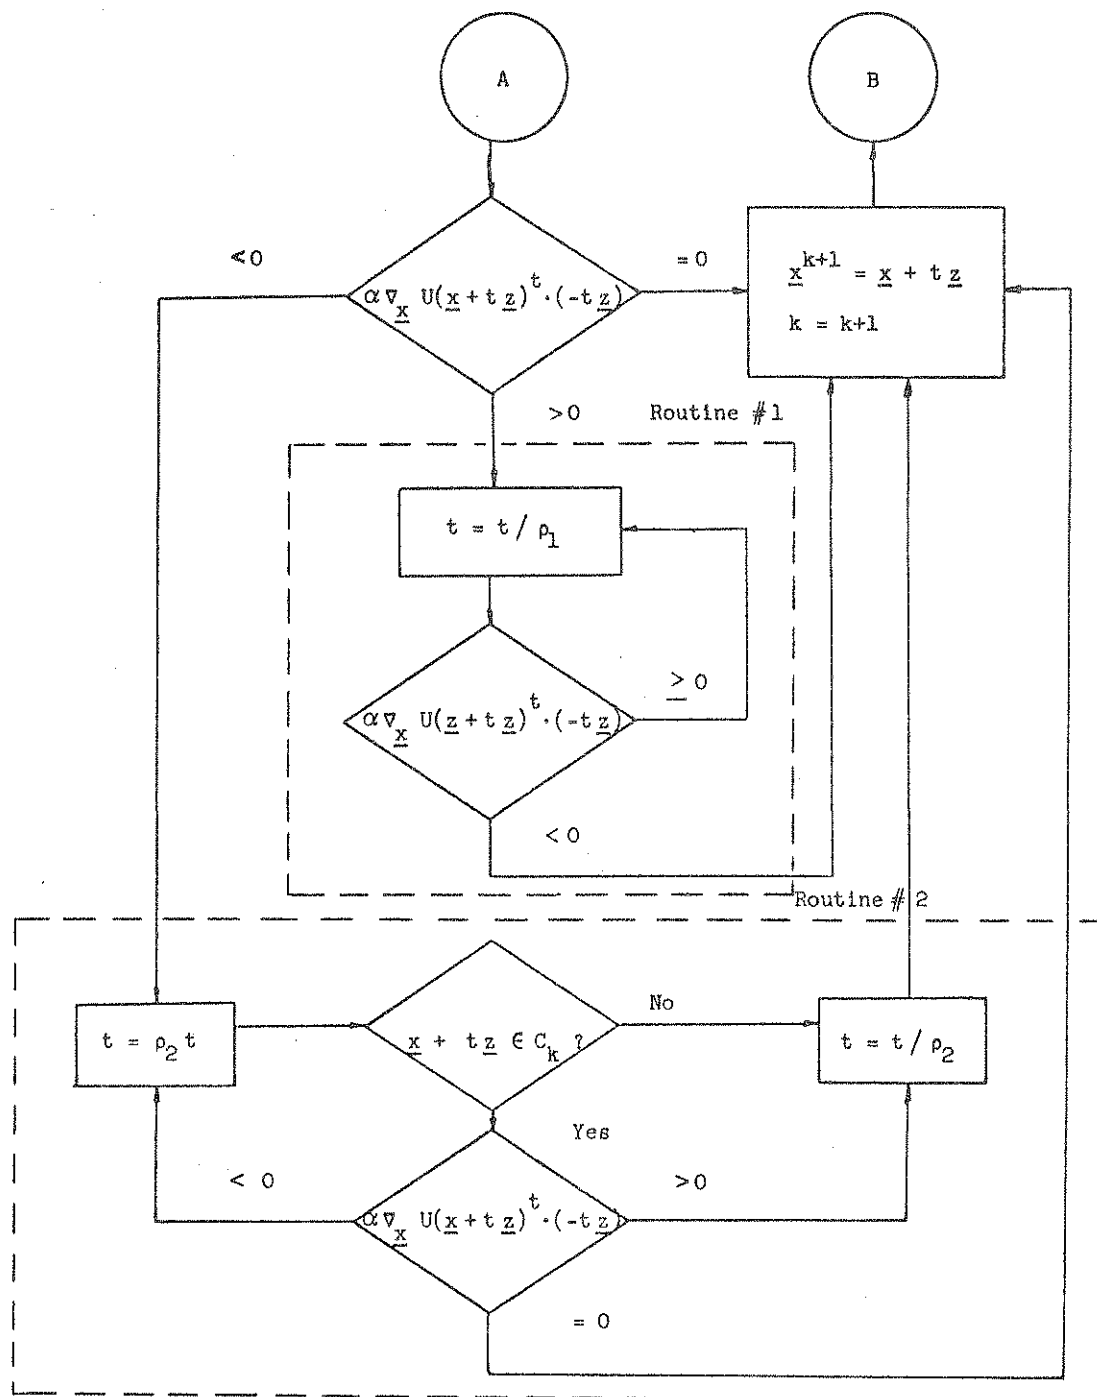 A
B
<0
α∇x U(x + t z)^t · (-t z)
= 0
x^{k+1} = x + t z
k = k+1
>0
Routine #1
t = t / ρ1
α∇x U(z + t z)^t · (-t z)
≥ 0
< 0
Routine # 2
t = ρ2 t
x + t z ∈ Ck ?
No
t = t / ρ2
Yes
< 0
α∇x U(x + t z)^t · (-t z)
>0
= 0